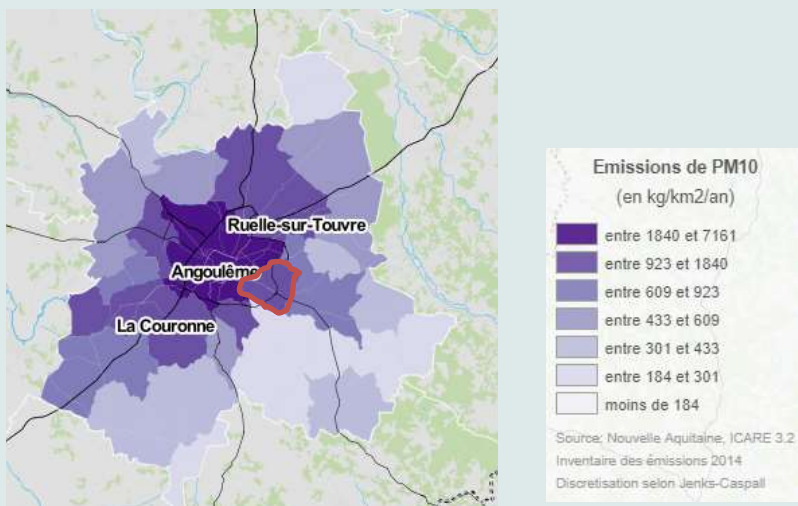 Ruelle-sur-Touvre
Angoulême
La Couronne
Emissions de PM10
(en kg/km2/an)
entre 1840 et 7161
entre 923 et 1840
entre 609 et 923
entre 433 et 609
entre 301 et 433
entre 184 et 301
moins de 184
Source: Nouvelle Aquitaine, ICARE 3.2
Inventaire des émissions 2014
Discretisation selon Jenks-Caspall